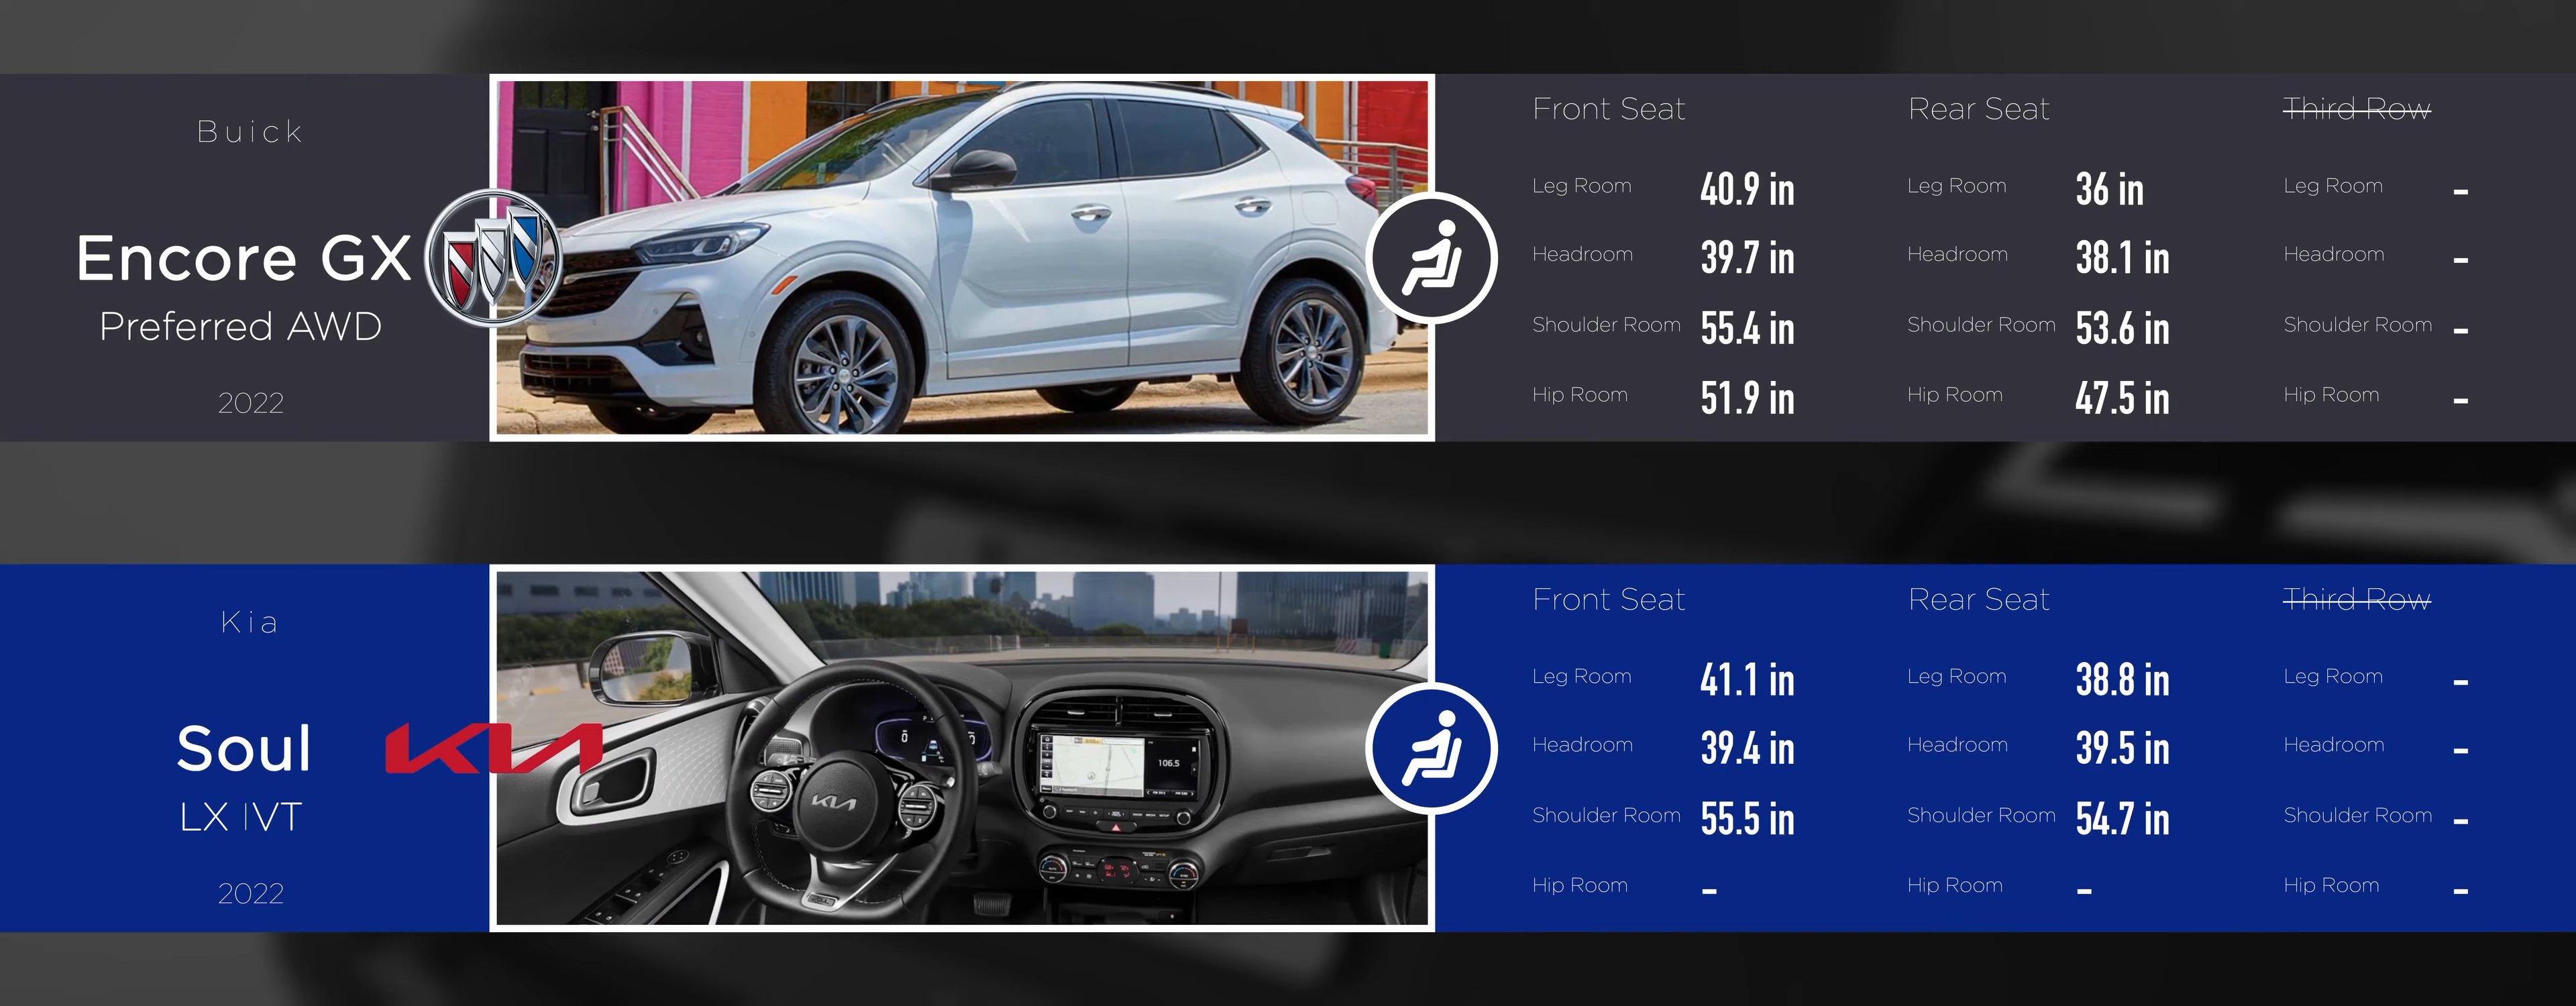 Buick
Encore GX
Preferred AWD
2022
Front Seat
Leg Room 40.9 in
Headroom 39.7 in
Shoulder Room 55.4 in
Hip Room 51.9 in
Rear Seat
Leg Room 36 in
Headroom 38.1 in
Shoulder Room 53.6 in
Hip Room 47.5 in
Third Row
Leg Room -
Headroom -
Shoulder Room -
Hip Room -
Kia
Soul
LX IVT
2022
KIA
KIA
106.5
Front Seat
Leg Room 41.1 in
Headroom 39.4 in
Shoulder Room 55.5 in
Hip Room -
Rear Seat
Leg Room 38.8 in
Headroom 39.5 in
Shoulder Room 54.7 in
Hip Room -
Third Row
Leg Room -
Headroom -
Shoulder Room -
Hip Room -